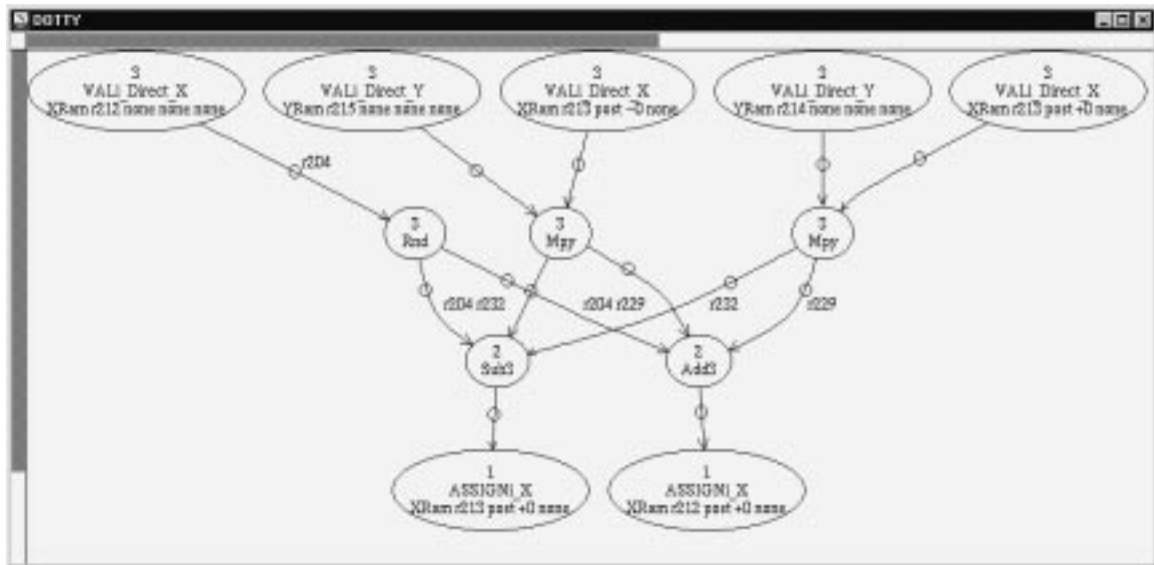 DOTTY
3
VALi_Direct_X
XRam r212 none none none
3
VALi_Direct_Y
YRam r215 none none none
3
VALi_Direct_X
XRam r213 post -0 none
3
VALi_Direct_Y
YRam r214 none none none
3
VALi_Direct_X
XRam r213 post +0 none
r204
3
Rnd
3
Mpy
3
Mpy
r204 r232
r204 r229
r232
r229
2
Sub3
2
Add3
1
ASSIGNi_X
XRam r213 post +0 none
1
ASSIGNi_X
XRam r212 post +0 none